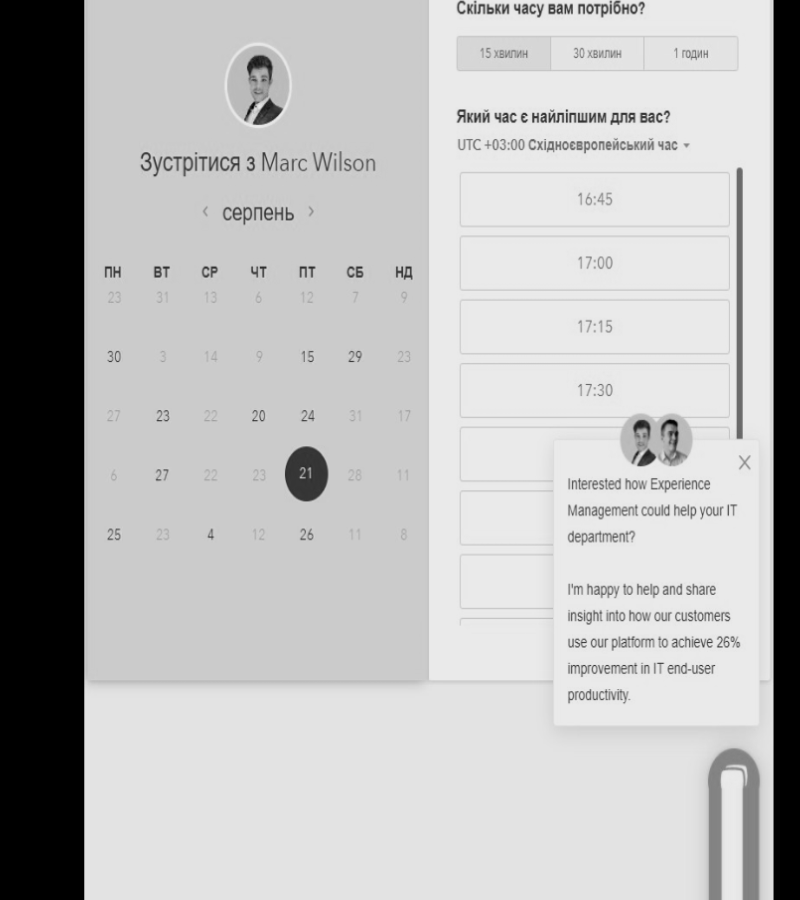 Зустрітися з Marc Wilson
‹ серпень ›
ПН ВТ СР ЧТ ПТ СБ НД
23 31 13 6 12 7 9
30 3 14 9 15 29 23
27 23 22 20 24 31 17
6 27 22 23 21 28 11
25 23 4 12 26 11 8
Скільки часу вам потрібно?
15 хвилин 30 хвилин 1 годин
Який час є найліпшим для вас?
UTC +03:00 Східноєвропейський час
16:45
17:00
17:15
17:30
Interested how Experience
Management could help your IT
department?
I'm happy to help and share
insight into how our customers
use our platform to achieve 26%
improvement in IT end-user
productivity.